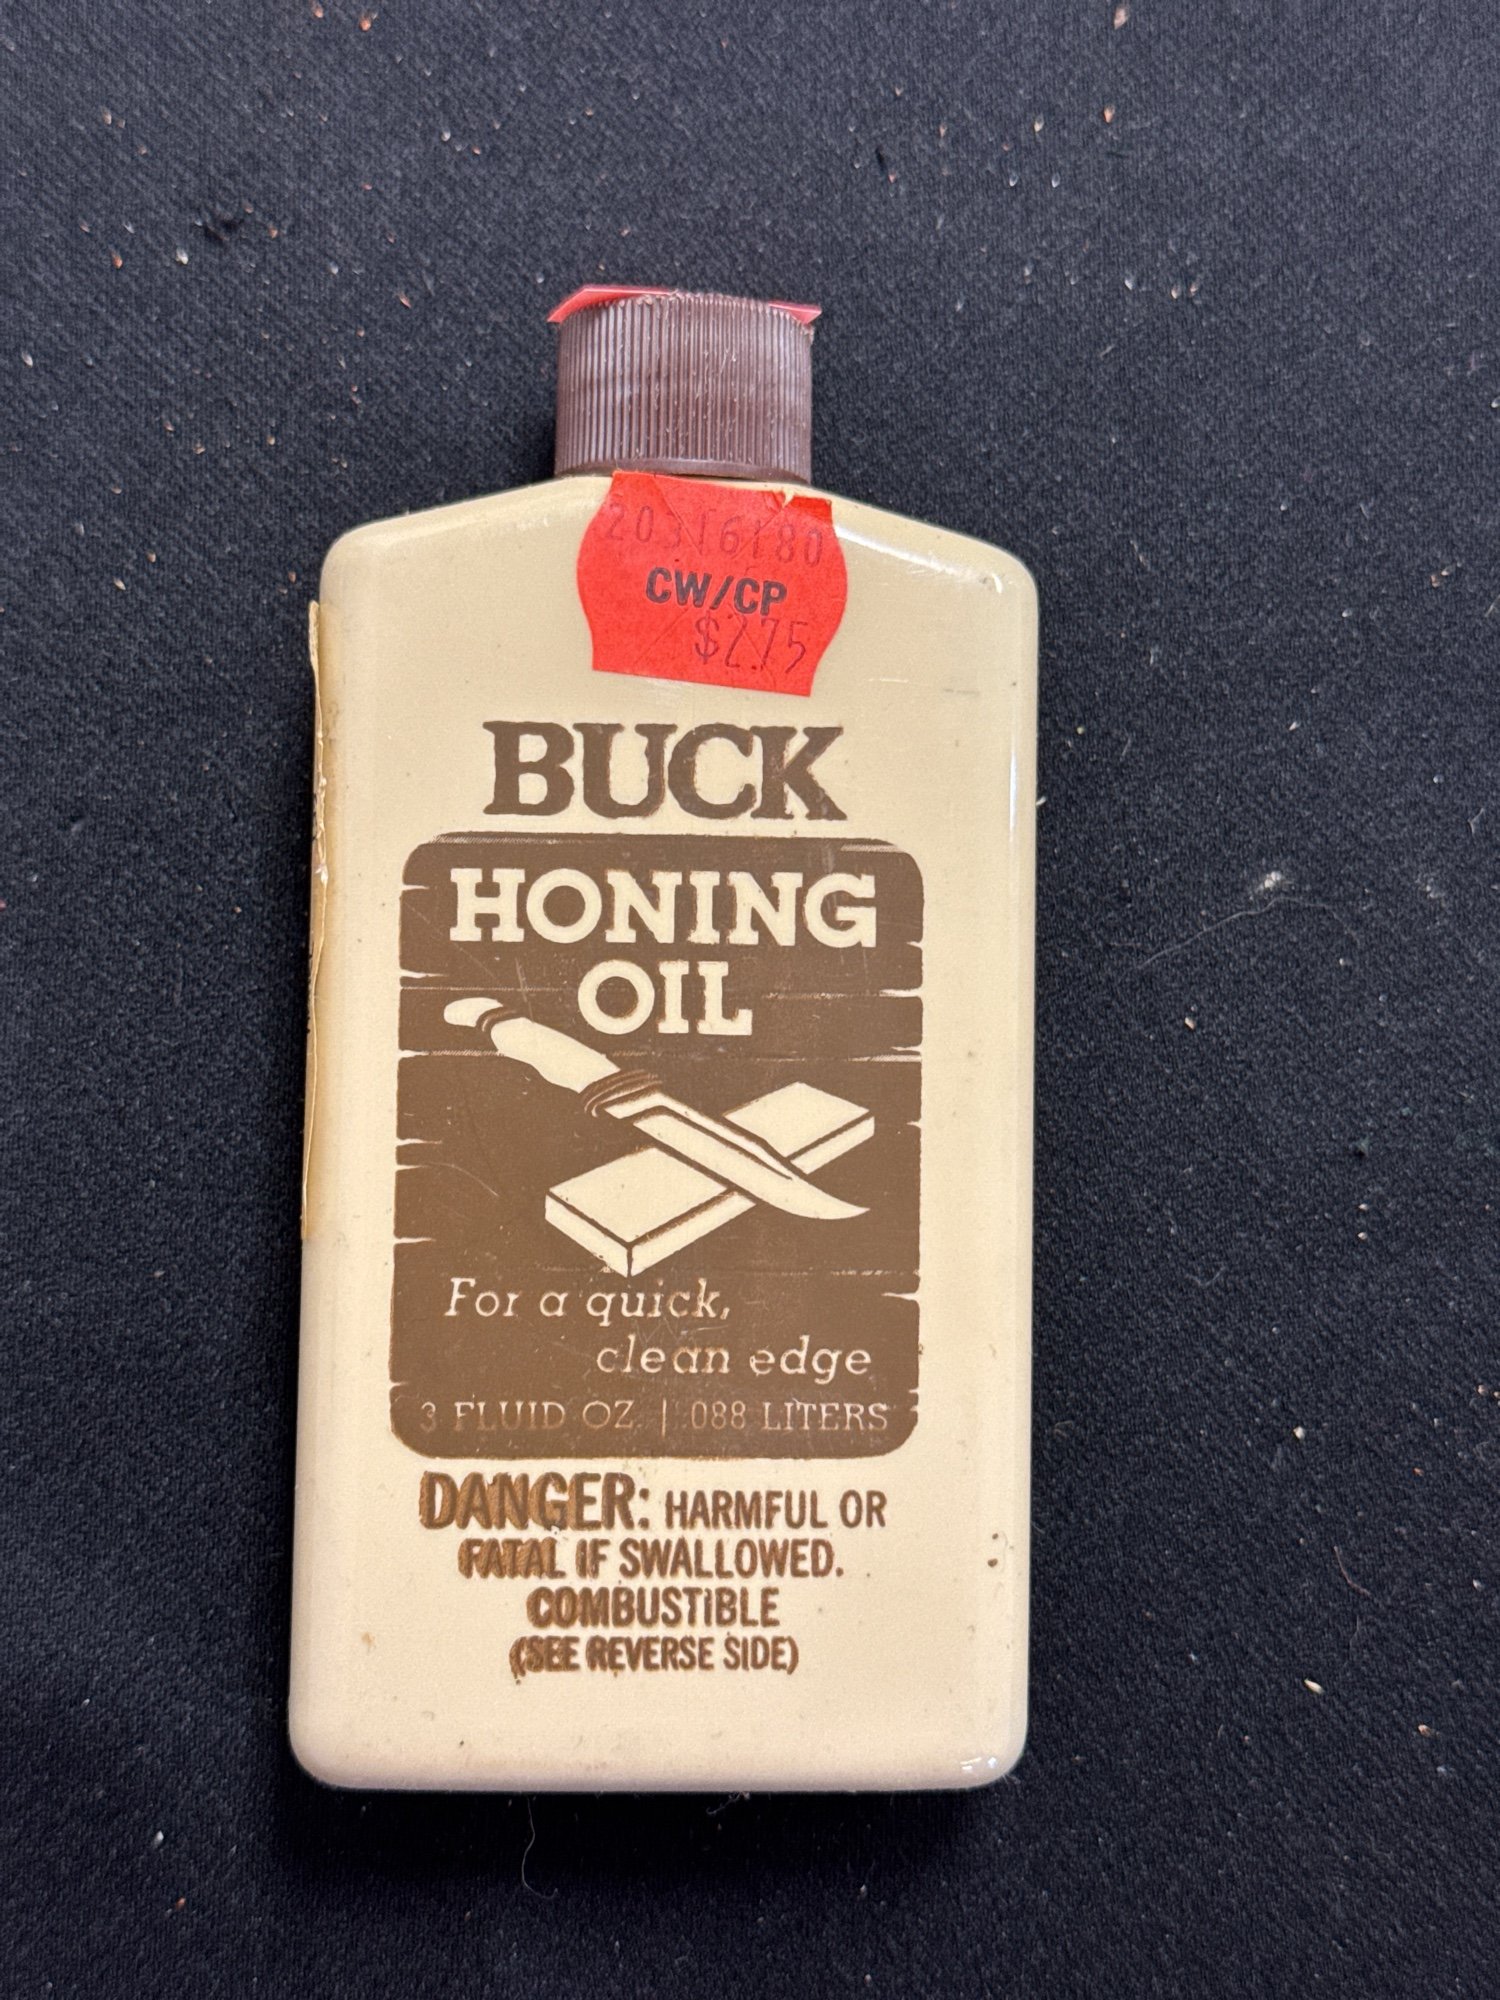 20316180
CW/CP
$2.75
BUCK
HONING
OIL
For a quick,
clean edge
3 FLUID OZ. | .088 LITERS
DANGER: HARMFUL OR
FATAL IF SWALLOWED.
COMBUSTIBLE
(SEE REVERSE SIDE)